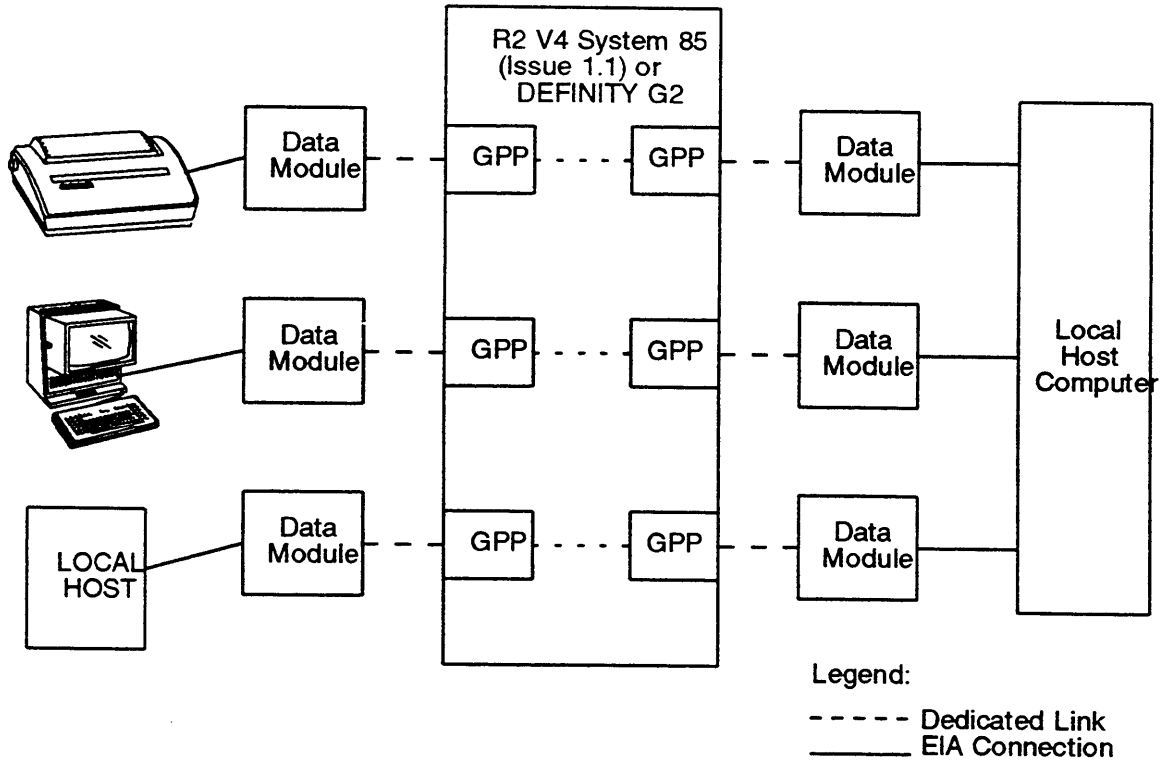 R2 V4 System 85
(Issue 1.1) or
DEFINITY G2
Data
Module
GPP
GPP
Data
Module
Data
Module
GPP
GPP
Data
Module
Local
Host
Computer
LOCAL
HOST
Data
Module
GPP
GPP
Data
Module
Legend:
Dedicated Link
EIA Connection